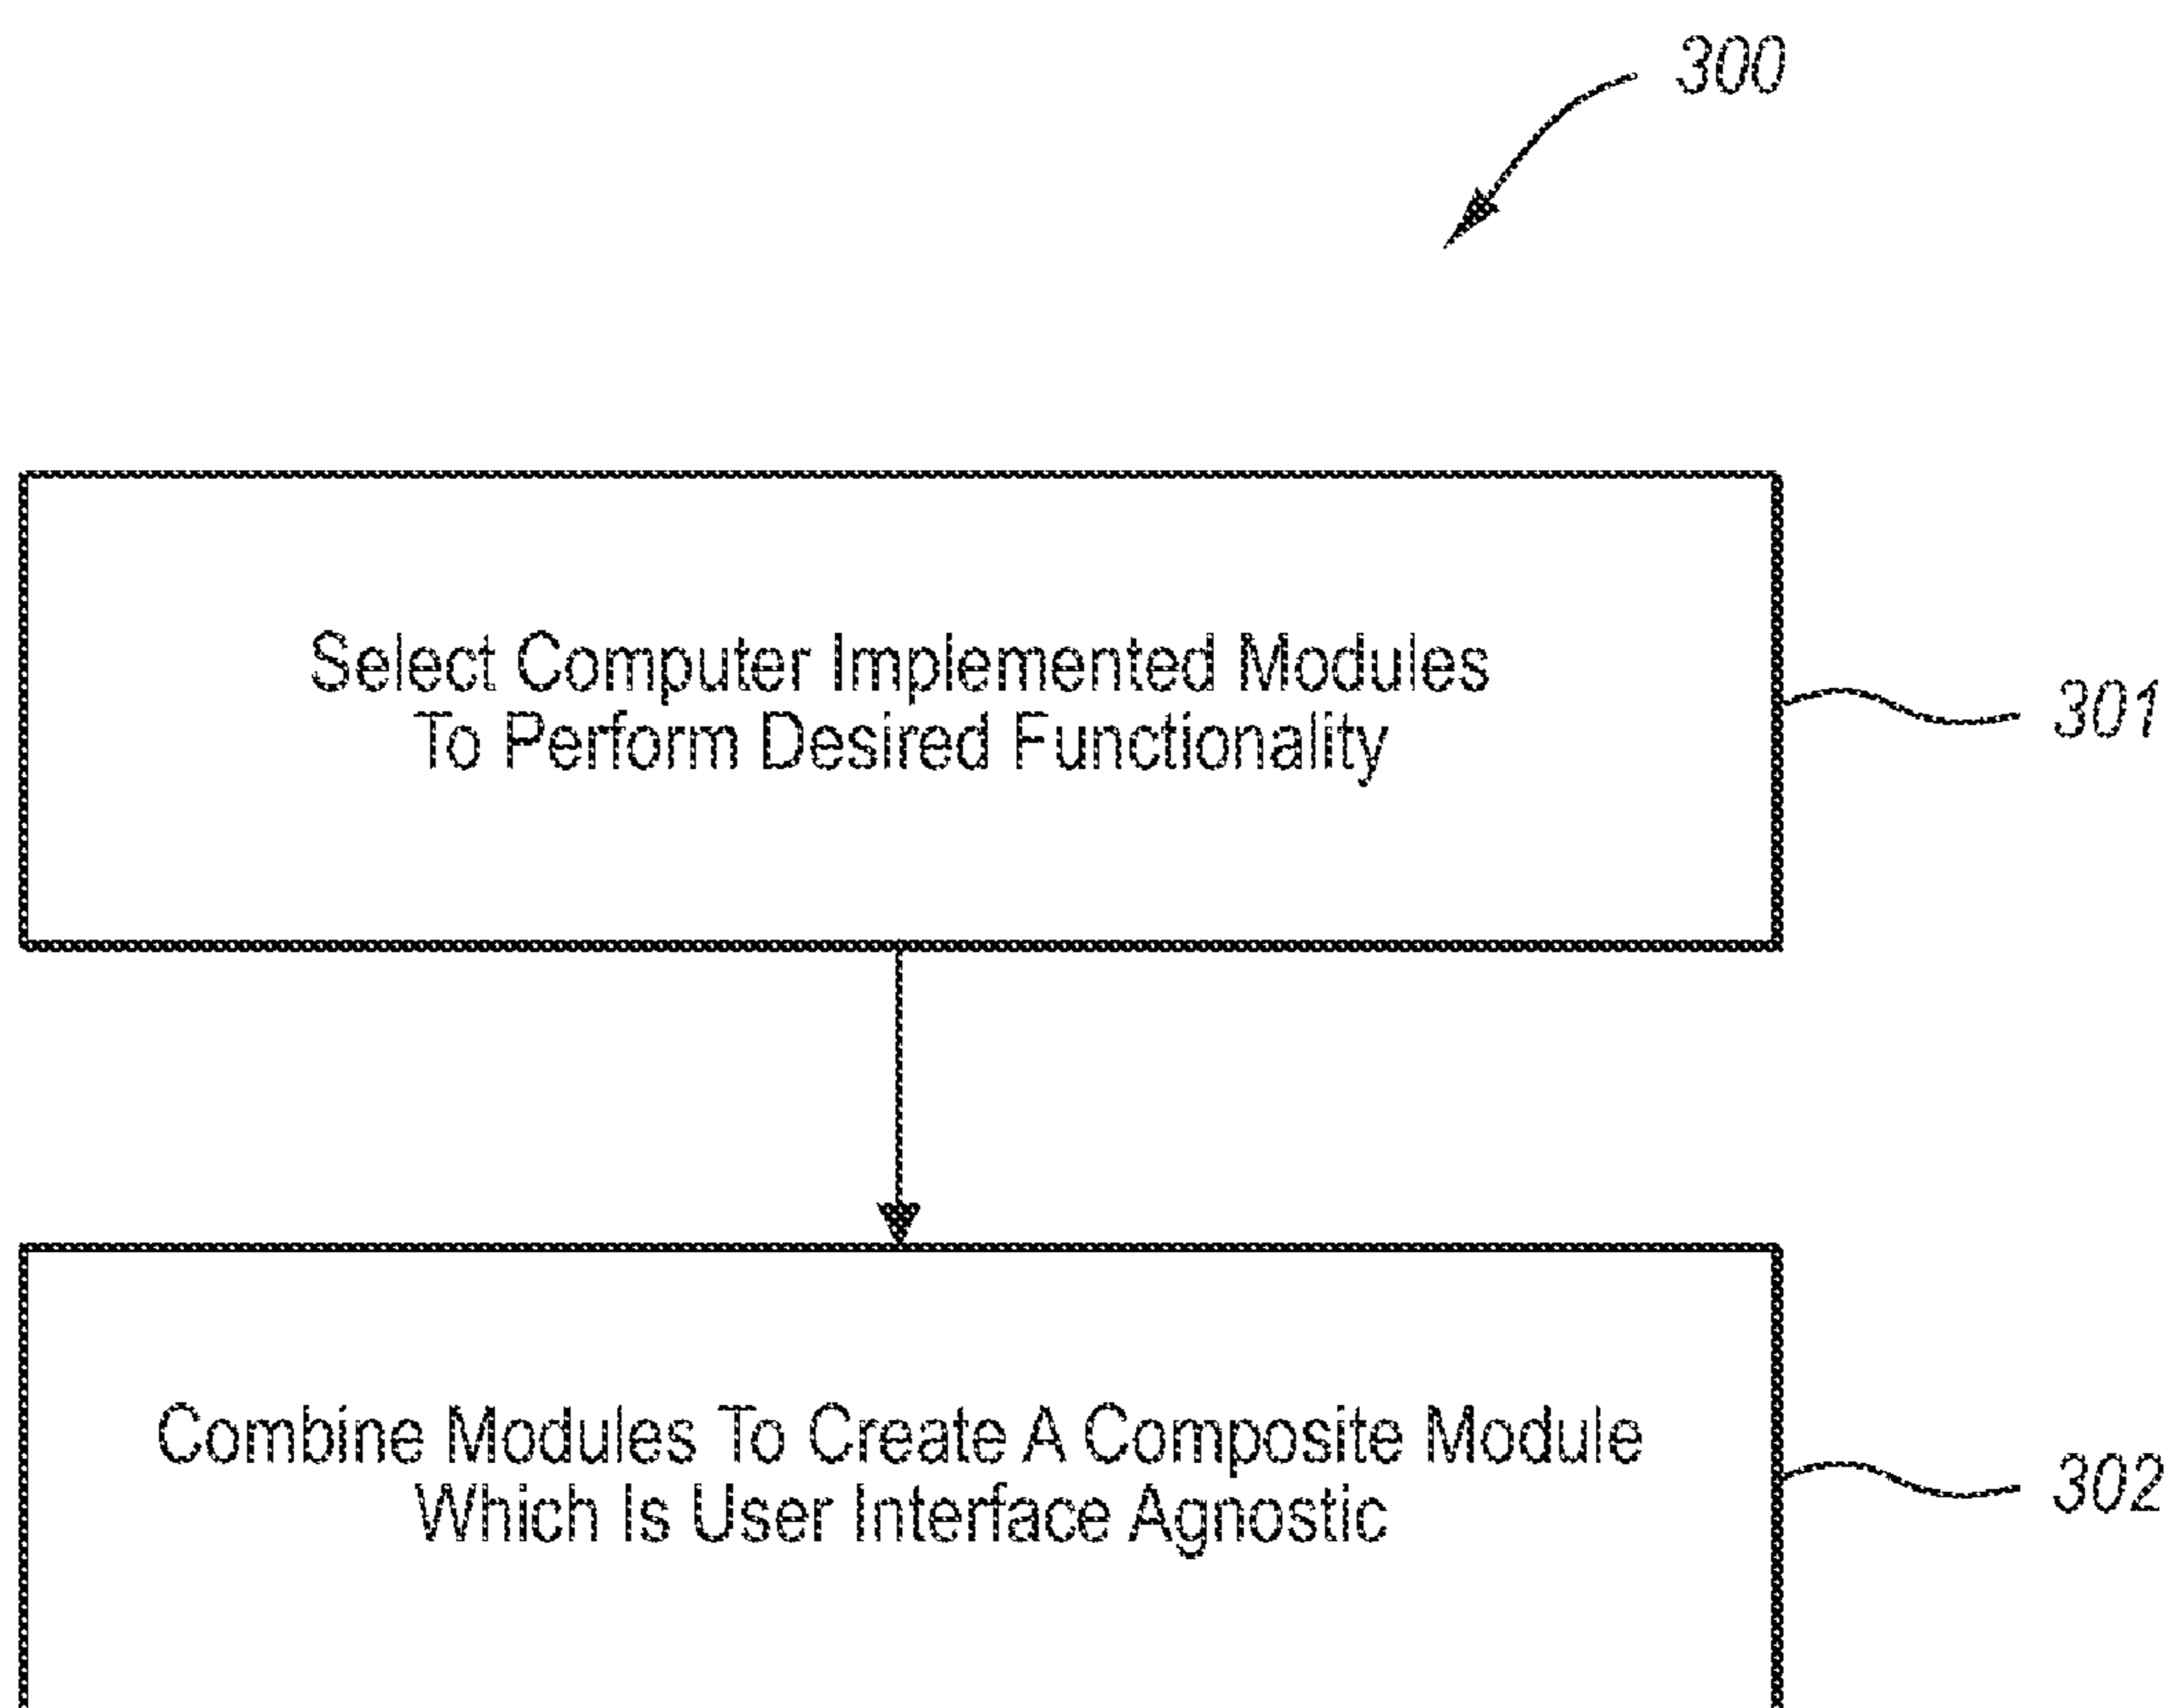 300
Select Computer Implemented Modules
To Perform Desired Functionality
301
Combine Modules To Create A Composite Module
Which Is User Interface Agnostic
302